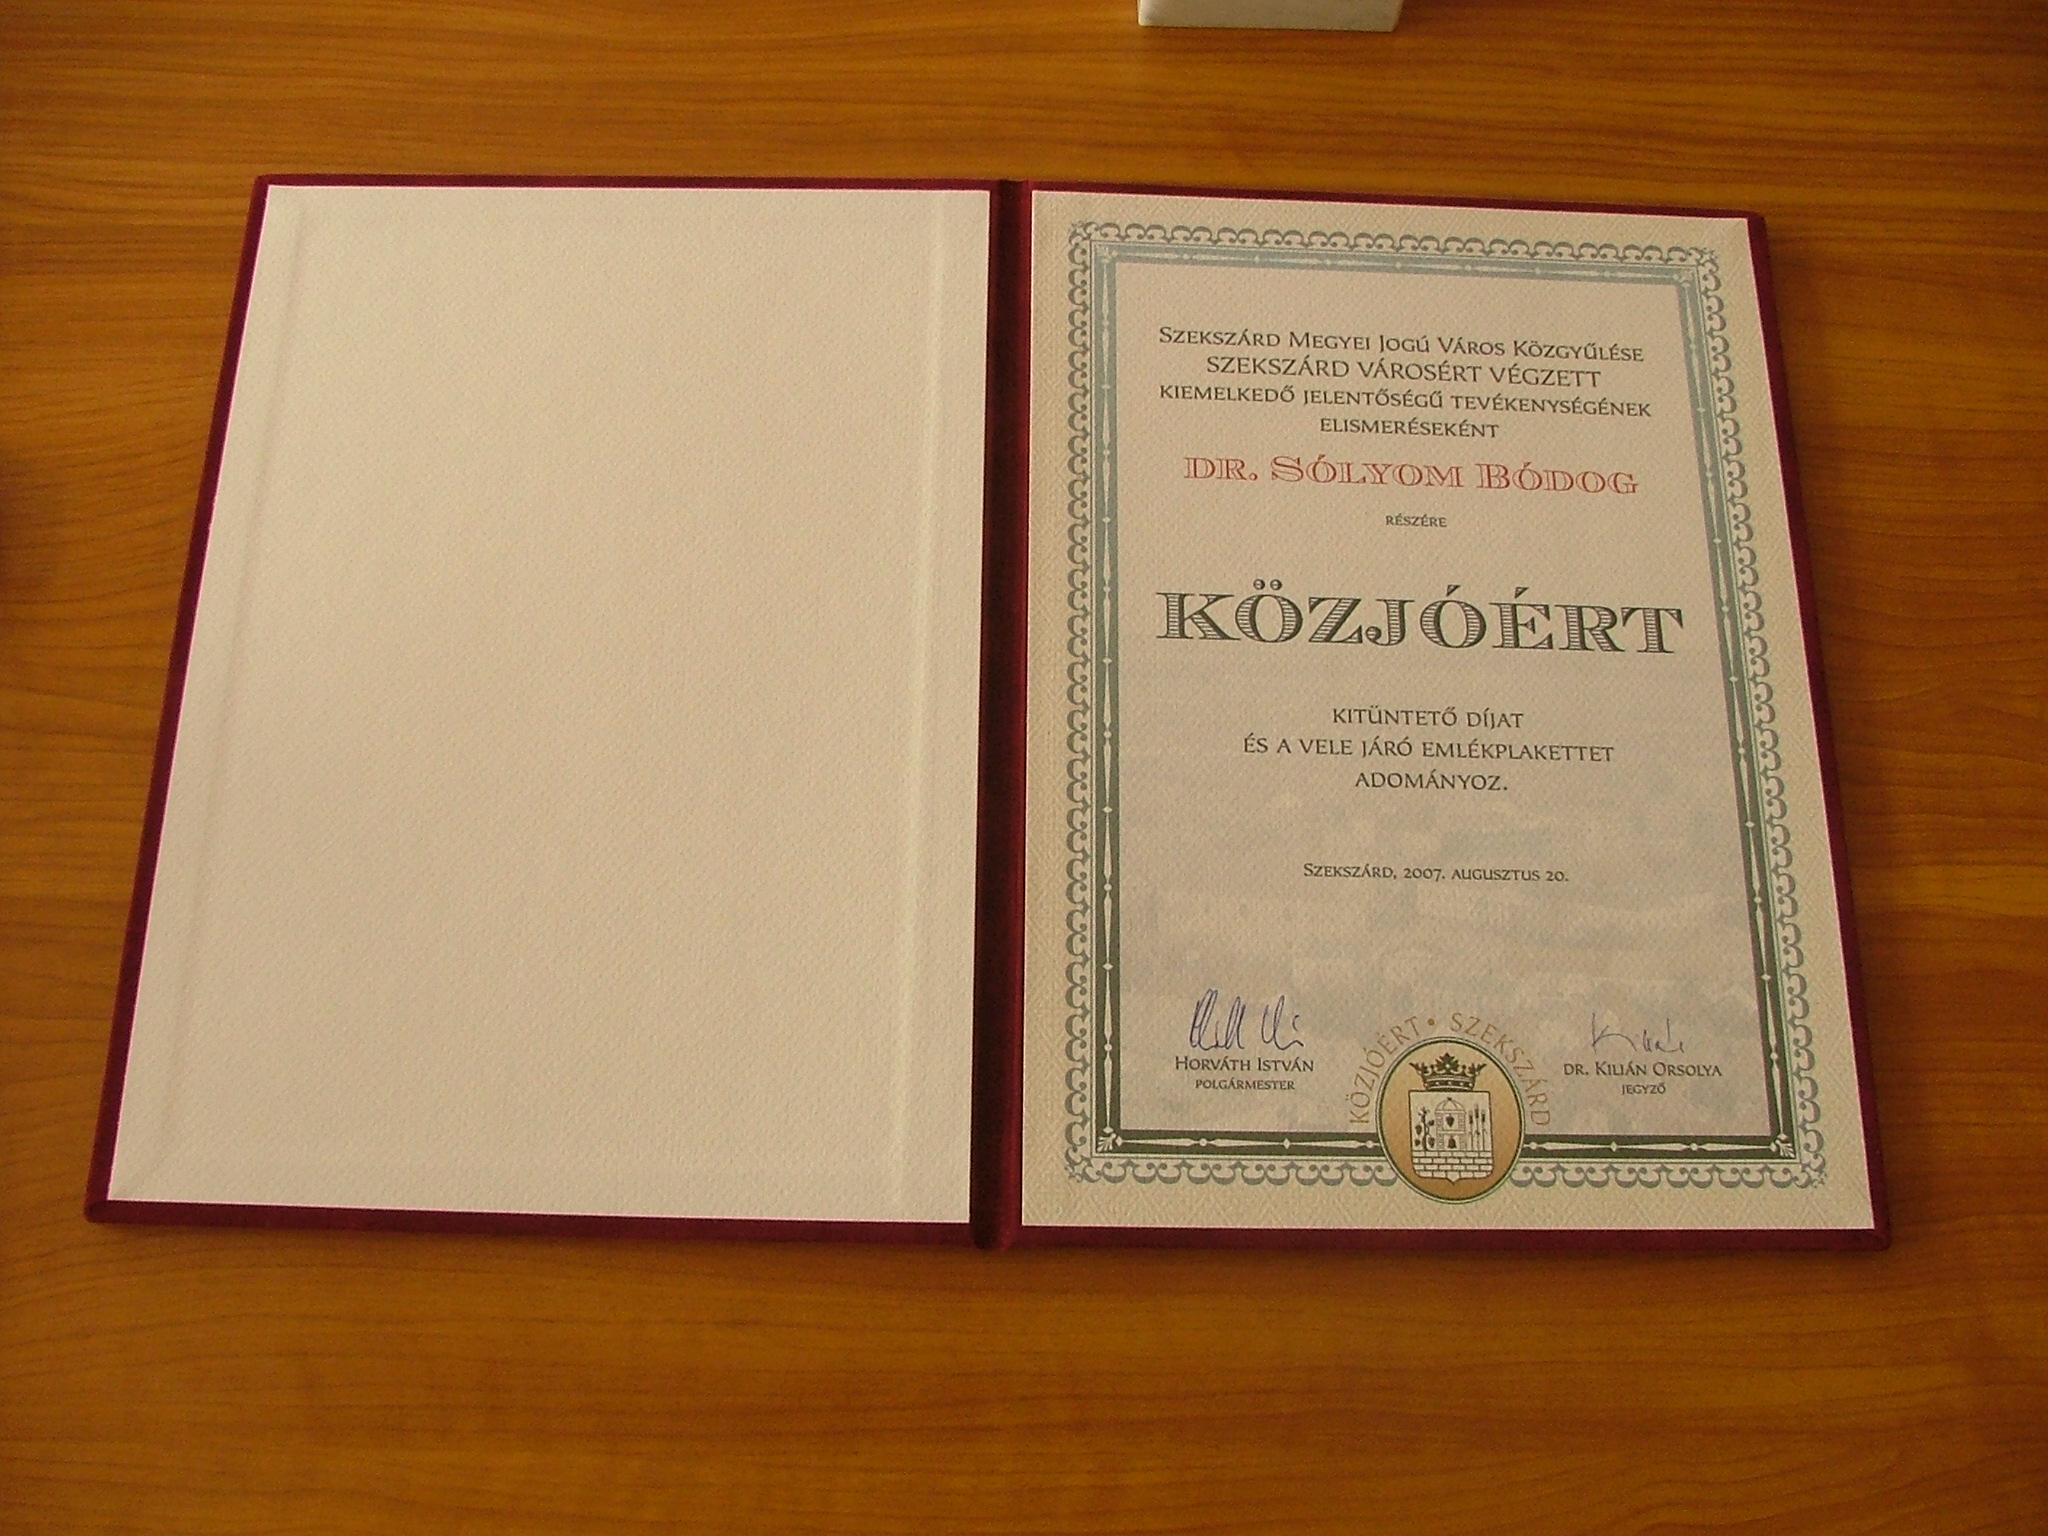 Szekszárd Megyei Jogú Város Közgyűlése
SZEKSZÁRD VÁROSÉRT VÉGZETT
KIEMELKEDŐ JELENTŐSÉGŰ TEVÉKENYSÉGÉNEK
ELISMERÉSEKÉNT
DR. SÓLYOM BÓDOG
RÉSZÉRE
KÖZJÓÉRT
KITÜNTETŐ DÍJAT
ÉS A VELE JÁRÓ EMLÉKPLAKETTET
ADOMÁNYOZ.
Szekszárd, 2007. augusztus 20.
Horváth István
polgármester
KÖZJÓÉRT • SZEKSZÁRD
dr. Kilián Orsolya
jegyző